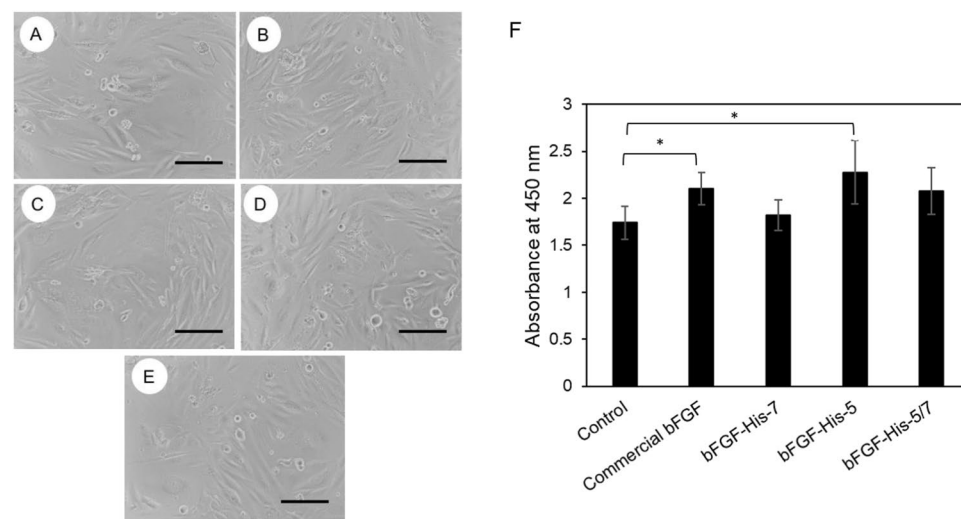 A
B
C
D
E
F
Absorbance at 450 nm
3
2.5
2
1.5
1
0.5
0
*
*
Control
Commercial bFGF
bFGF-His-7
bFGF-His-5
bFGF-His-5/7